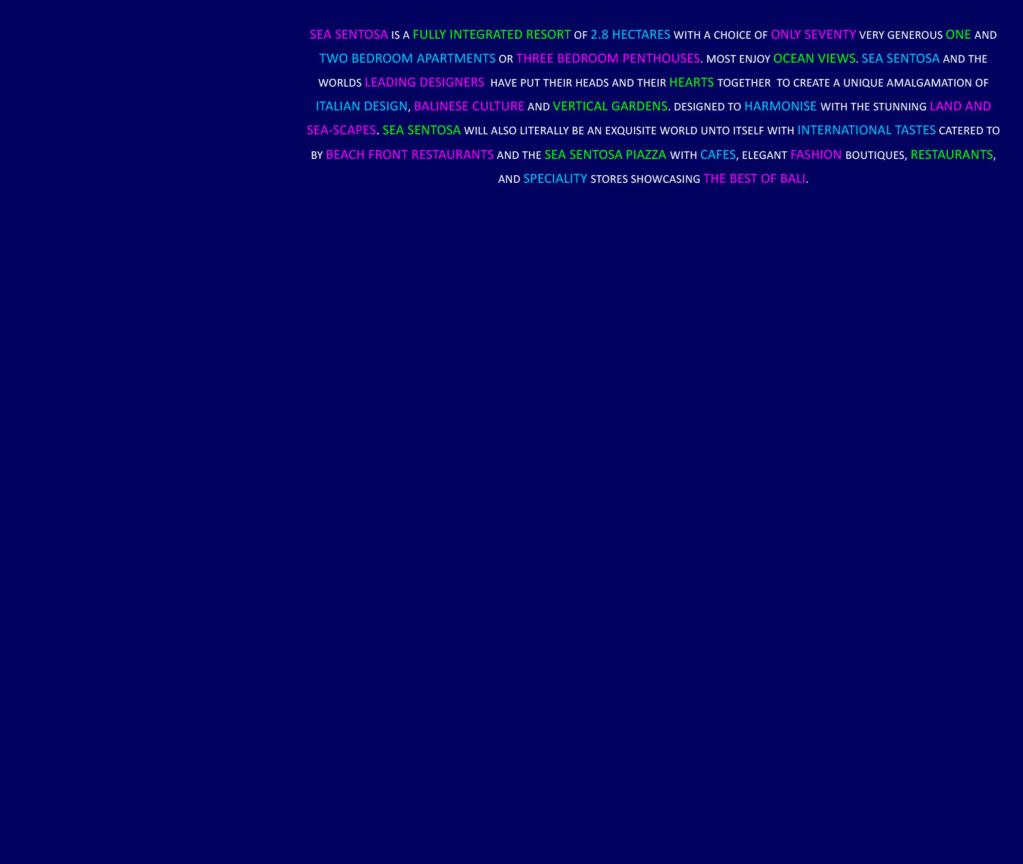 SEA SENTOSA IS A FULLY INTEGRATED RESORT OF 2.8 HECTARES WITH A CHOICE OF ONLY SEVENTY VERY GENEROUS ONE AND
TWO BEDROOM APARTMENTS OR THREE BEDROOM PENTHOUSES. MOST ENJOY OCEAN VIEWS. SEA SENTOSA AND THE
WORLDS LEADING DESIGNERS  HAVE PUT THEIR HEADS AND THEIR HEARTS TOGETHER  TO CREATE A UNIQUE AMALGAMATION OF
ITALIAN DESIGN, BALINESE CULTURE AND VERTICAL GARDENS. DESIGNED TO HARMONISE WITH THE STUNNING LAND AND
SEA-SCAPES. SEA SENTOSA WILL ALSO LITERALLY BE AN EXQUISITE WORLD UNTO ITSELF WITH INTERNATIONAL TASTES CATERED TO
BY BEACH FRONT RESTAURANTS AND THE SEA SENTOSA PIAZZA WITH CAFES, ELEGANT FASHION BOUTIQUES, RESTAURANTS,
AND SPECIALITY STORES SHOWCASING THE BEST OF BALI.